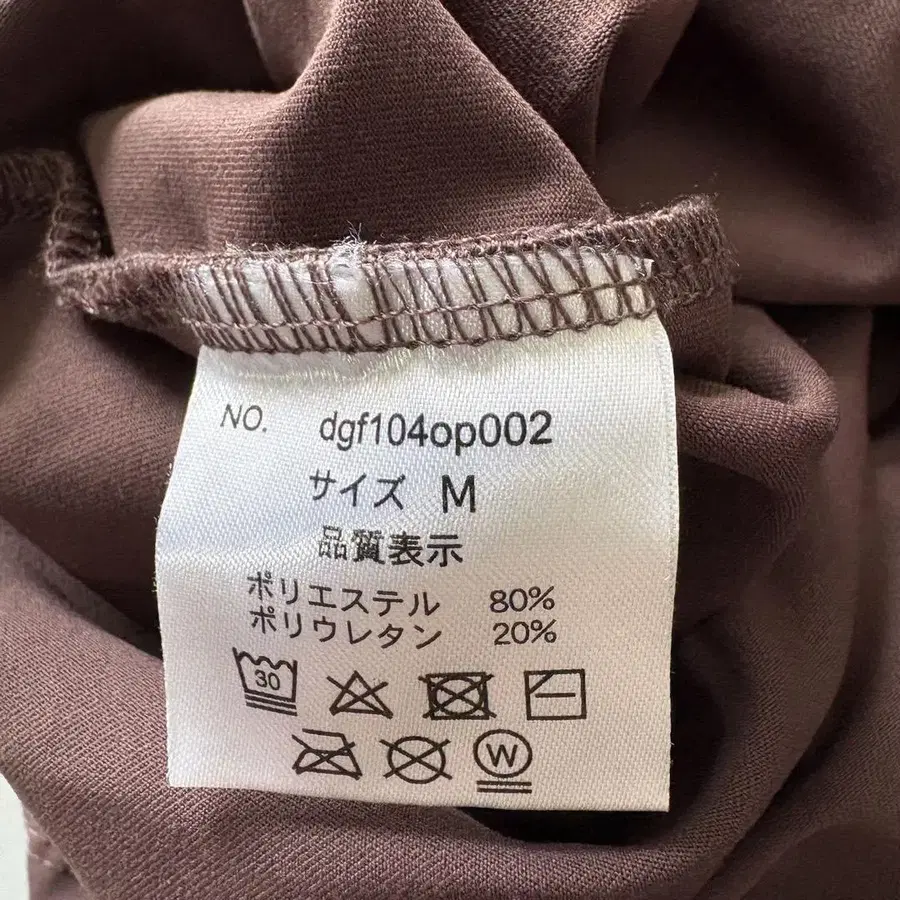 NO. dgf104op002
サイズ M
品質表示
ポリエステル 80%
ポリウレタン 20%
30
W